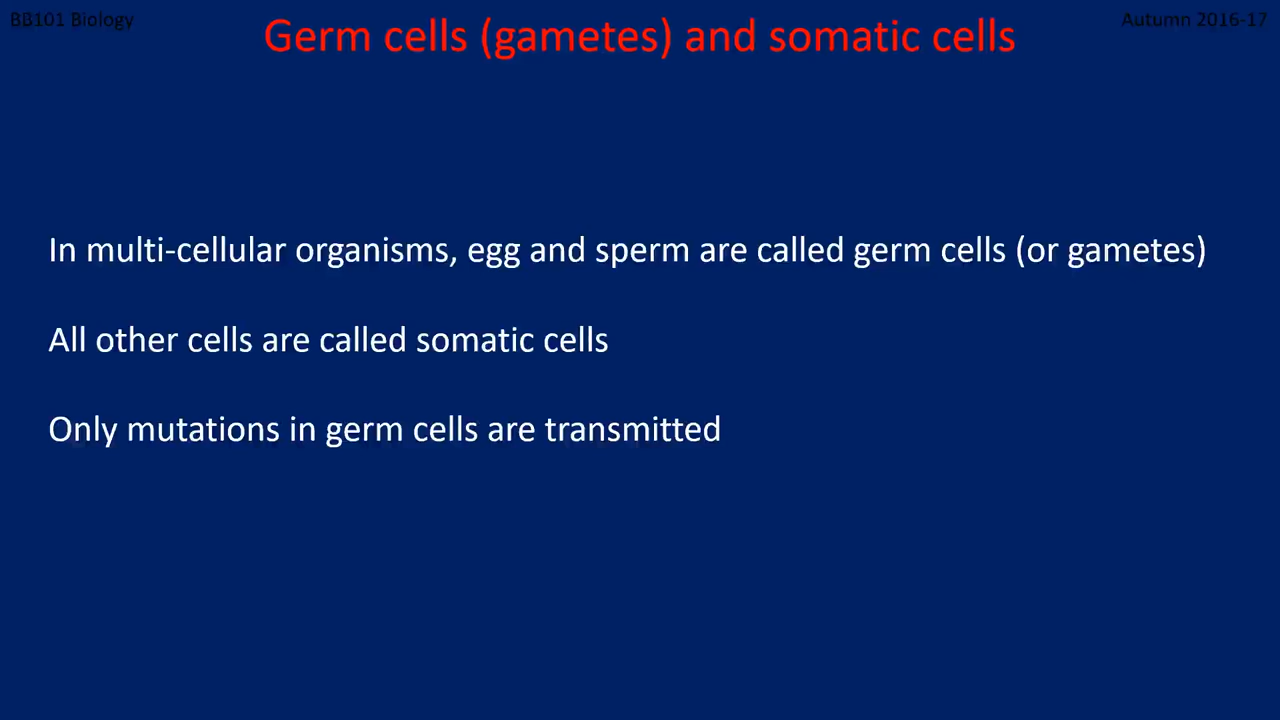 BB101 Biology
Autumn 2016-17
Germ cells (gametes) and somatic cells
In multi-cellular organisms, egg and sperm are called germ cells (or gametes)
All other cells are called somatic cells
Only mutations in germ cells are transmitted